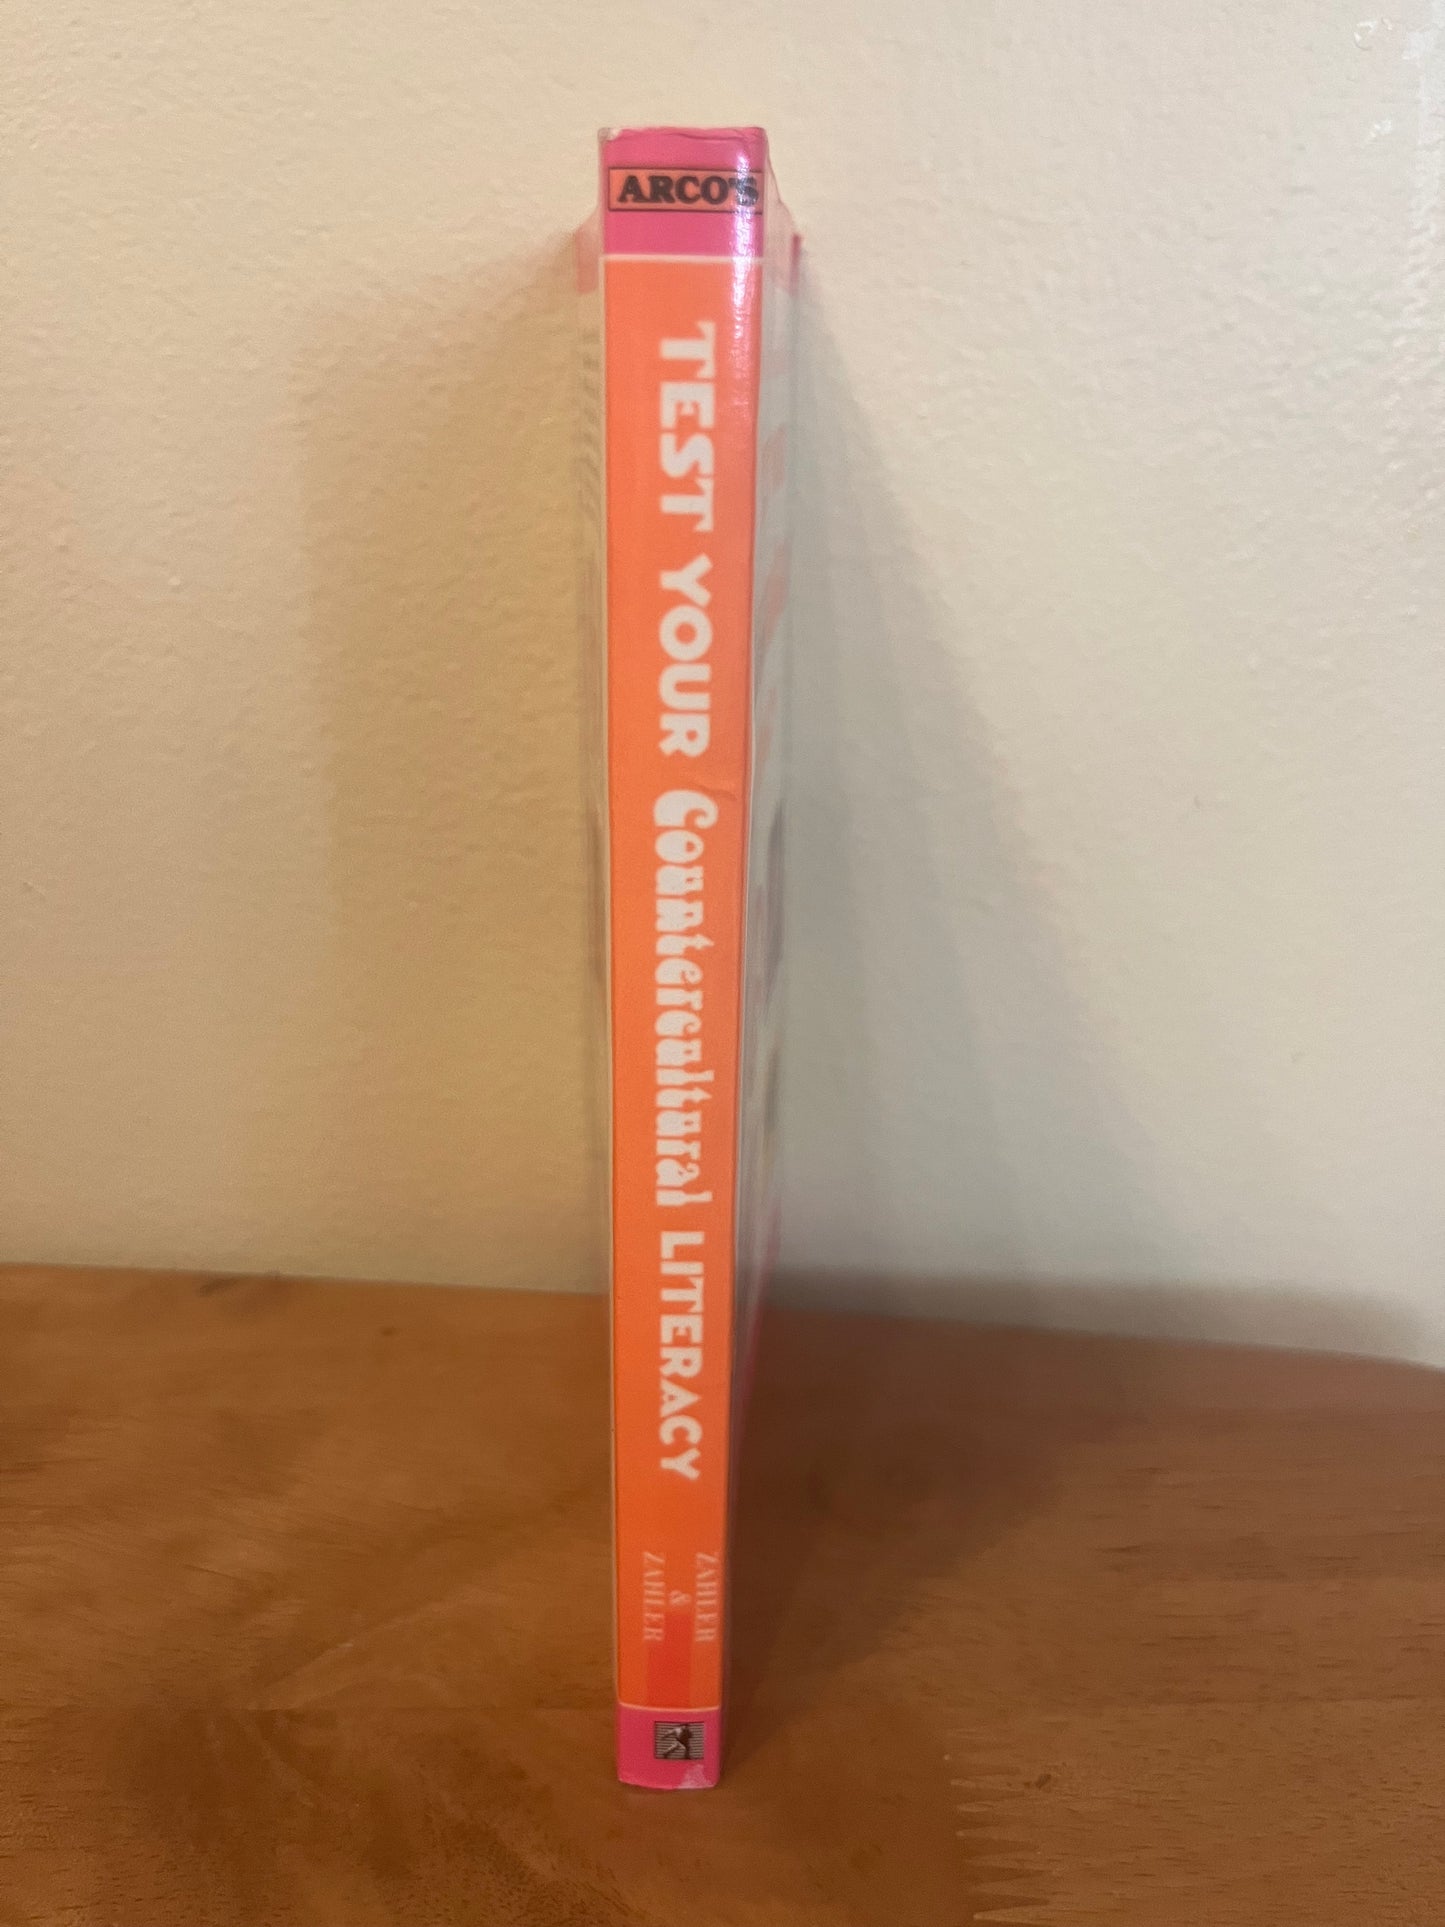 ARCO'S
TEST YOUR Countercultural LITERACY
ZAHLER
&
ZAHLER